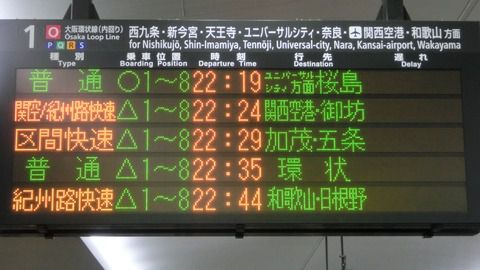 1 O 大阪環状線(内回り) 西九条・新今宮・天王寺・ユニバーサルシティ・奈良・関西空港・和歌山 方面
Osaka Loop Line
P Q R S for Nishikujō, Shin-Imamiya, Tennōji, Universal-city, Nara, Kansai-airport, Wakayama
種別 乗車位置 時刻 行先 遅れ
Type Boarding Position Departure Time Destination Delay
普通 ○1〜8 22:19 ユニバーサルシティ方面桜島
関空/紀州路快速 △1〜8 22:24 関西空港・御坊
区間快速 △1〜8 22:29 加茂・五条
普通 △1〜8 22:35 環状
紀州路快速 △1〜8 22:44 和歌山・日根野